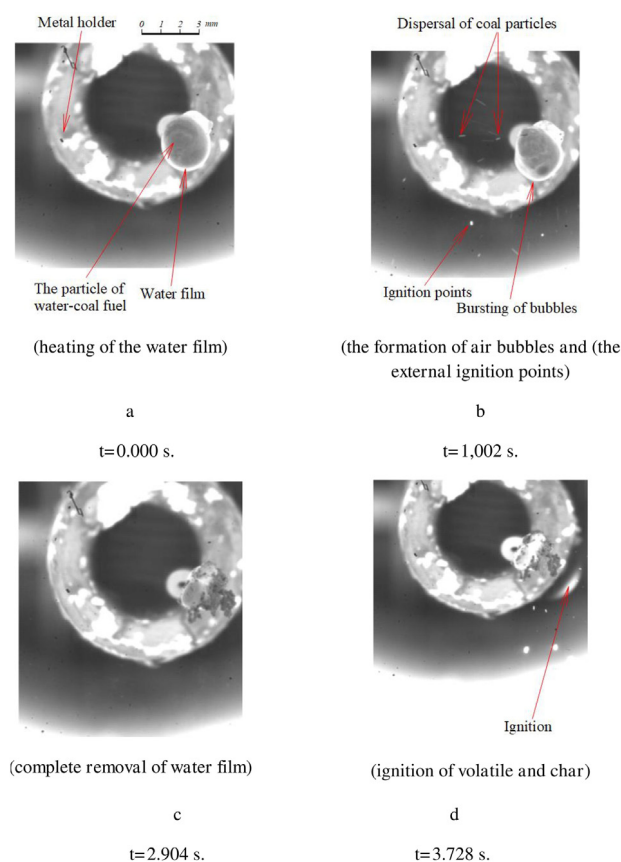 Metal holder
0 1 2 3 mm
Dispersal of coal particles
The particle of
water-coal fuel
Water film
Ignition points
Bursting of bubbles
(heating of the water film)
(the formation of air bubbles and (the
external ignition points)
a
b
t=0.000 s.
t=1,002 s.
Ignition
(complete removal of water film)
(ignition of volatile and char)
c
d
t=2.904 s.
t=3.728 s.